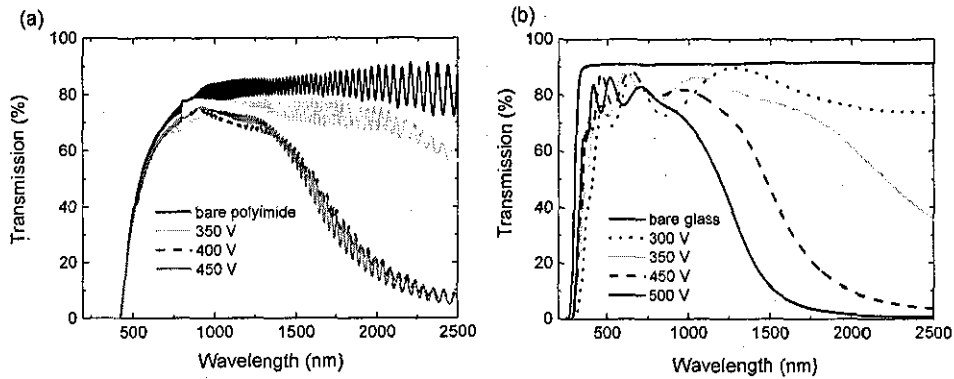 (a)
100
80
60
40
20
0
Transmission (%)
bare polyimide
350 V
400 V
450 V
500
1000
1500
2000
2500
Wavelength (nm)
(b)
100
80
60
40
20
0
Transmission (%)
bare glass
300 V
350 V
450 V
500 V
500
1000
1500
2000
2500
Wavelength (nm)